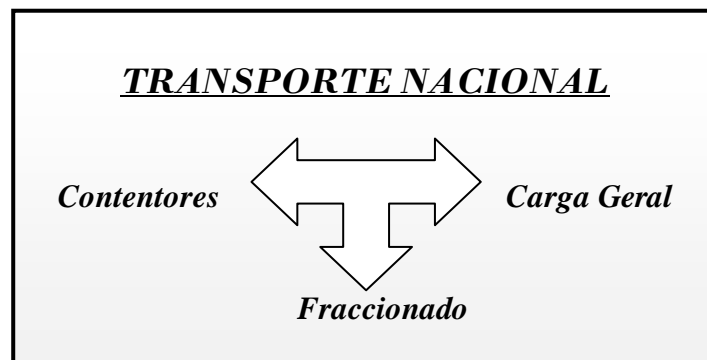 TRANSPORTE NACIONAL
Contentores
Carga Geral
Fraccionado